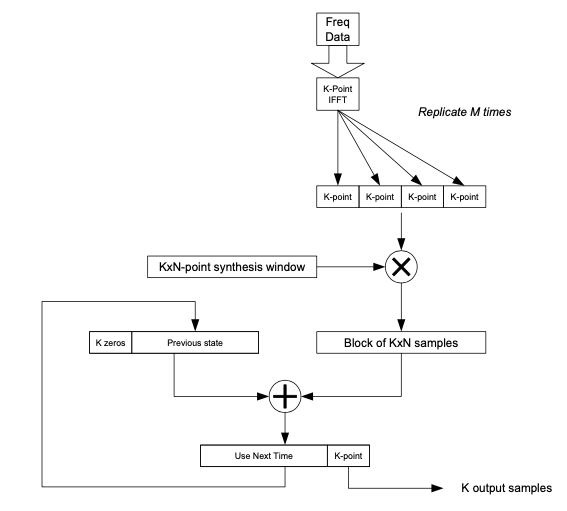 Freq
Data
K-Point
IFFT
Replicate M times
K-point
K-point
K-point
K-point
KxN-point synthesis window
K zeros
Previous state
Block of KxN samples
Use Next Time
K-point
K output samples